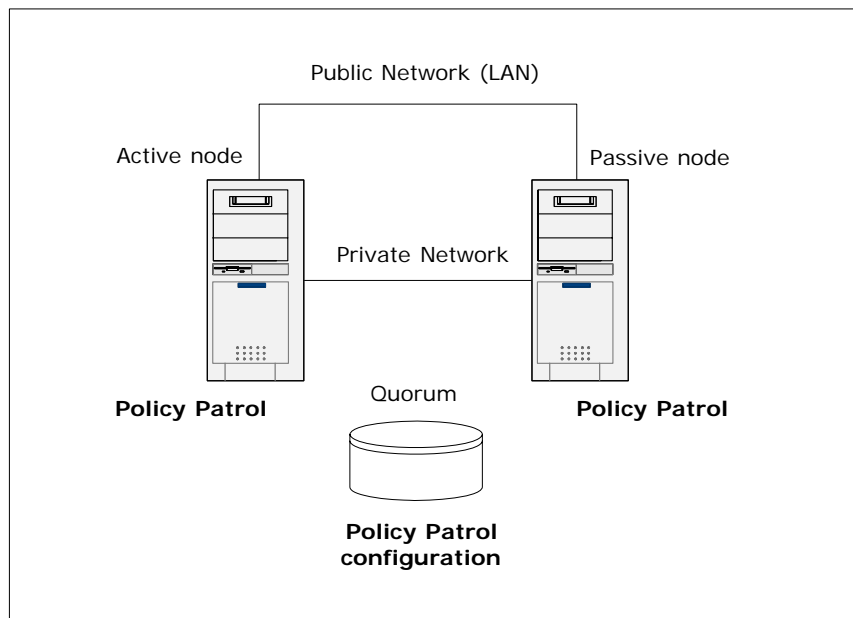 Public Network (LAN)
Active node
Passive node
Private Network
Policy Patrol
Quorum
Policy Patrol
Policy Patrol
configuration